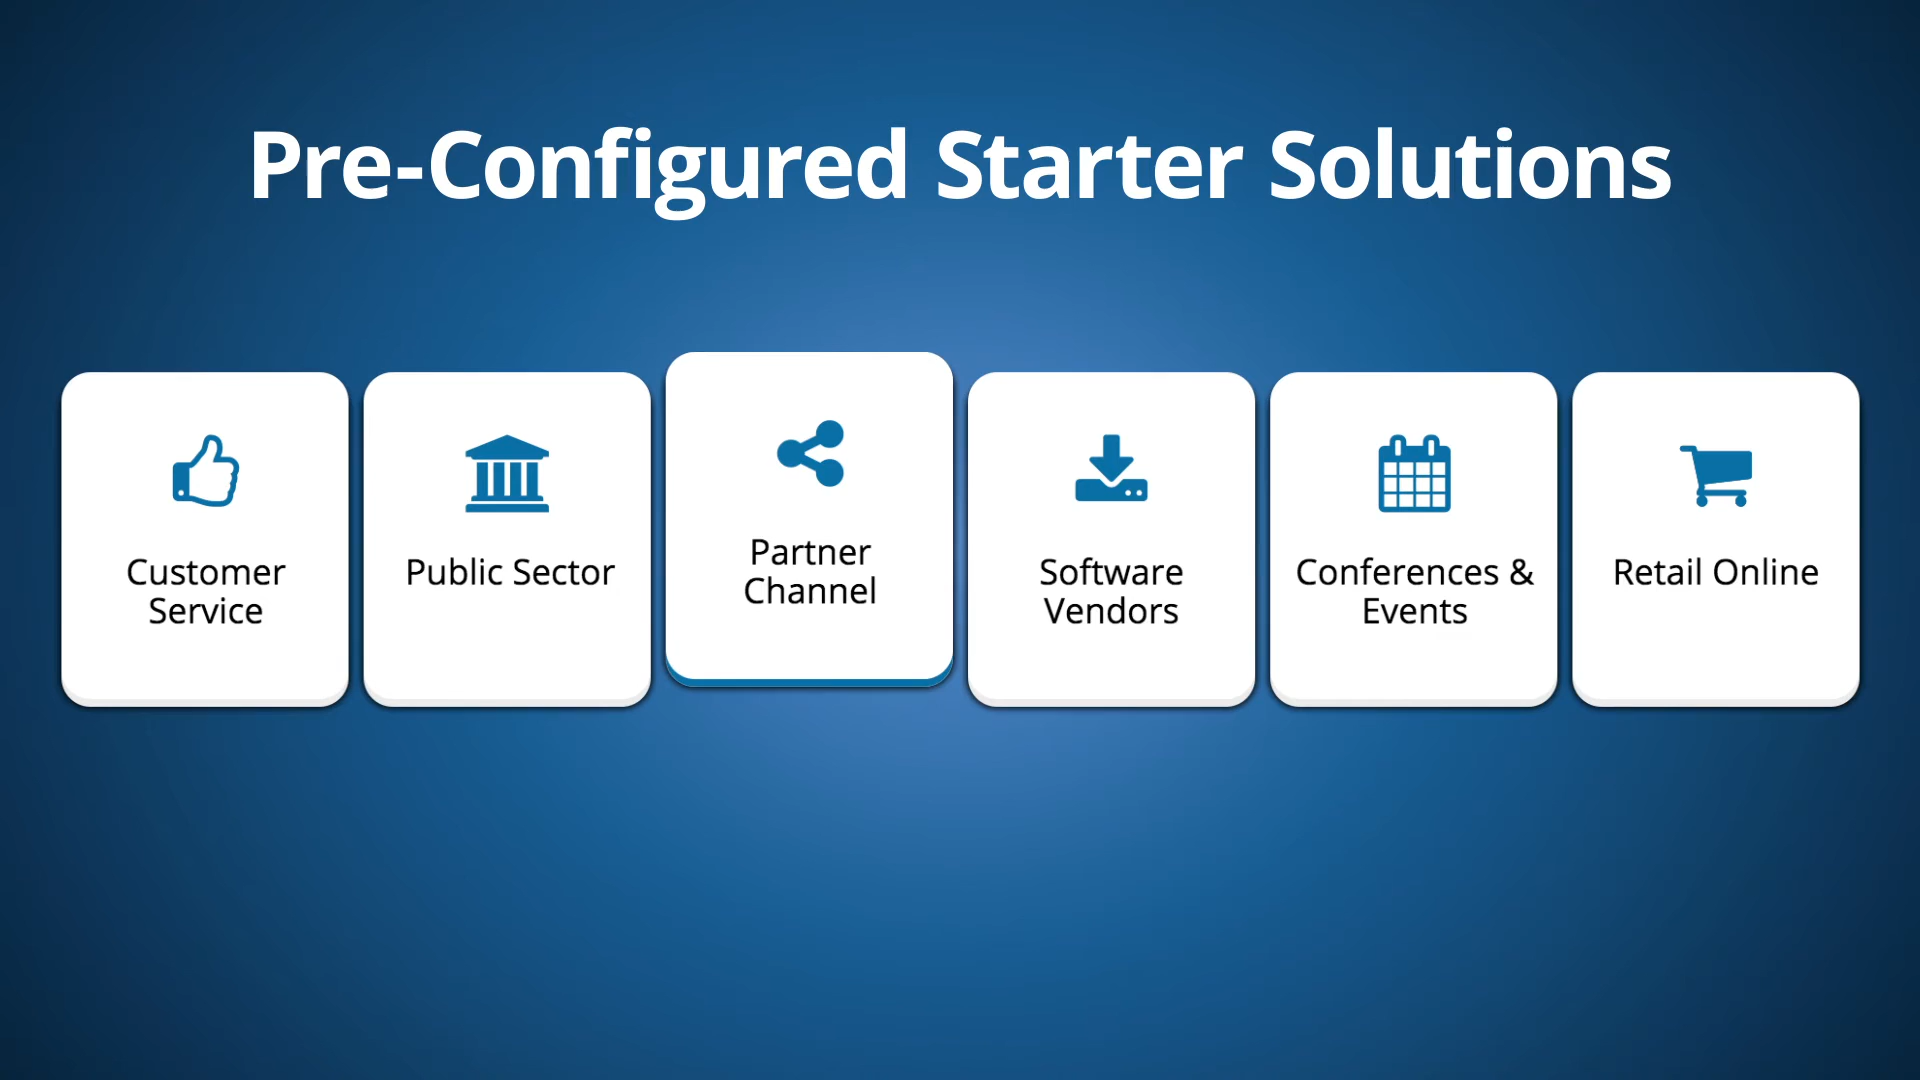 Pre-Configured Starter Solutions
Customer
Service
Public Sector
Partner
Channel
Software
Vendors
Conferences &
Events
Retail Online